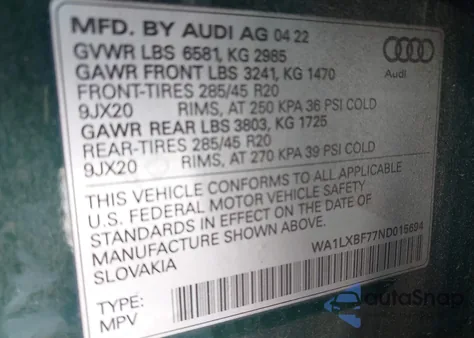 MFD. BY AUDI AG 04 22
GVWR LBS 6581, KG 2985
GAWR FRONT LBS 3241, KG 1470
FRONT-TIRES 285/45 R20
9JX20 RIMS, AT 250 KPA 36 PSI COLD
GAWR REAR LBS 3803, KG 1725
REAR-TIRES 285/45 R20
9JX20 RIMS, AT 270 KPA 39 PSI COLD
Audi
THIS VEHICLE CONFORMS TO ALL APPLICABLE
U.S. FEDERAL MOTOR VEHICLE SAFETY
STANDARDS IN EFFECT ON THE DATE OF
MANUFACTURE SHOWN ABOVE.
SLOVAKIA
WA1LXBF77ND015694
TYPE:
MPV
autoSnap